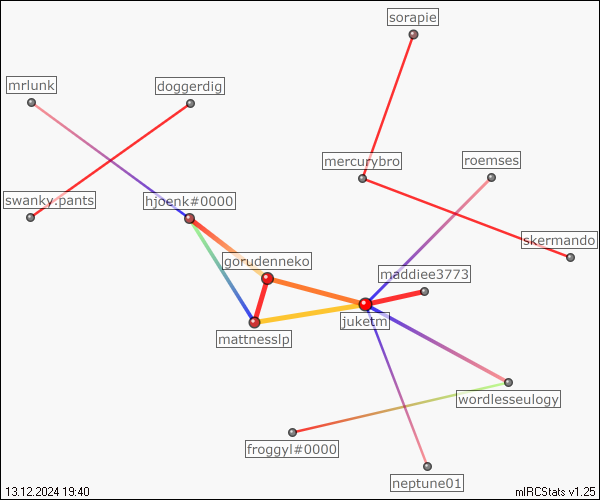 sorapie
mrlunk
doggerdig
mercurybro
roemses
swanky.pants
hjoenk#0000
skermando
gorudenneko
maddiee3773
juketm
mattnesslp
wordlesseulogy
froggyl#0000
neptune01
13.12.2024 19:40
mIRCStats v1.25